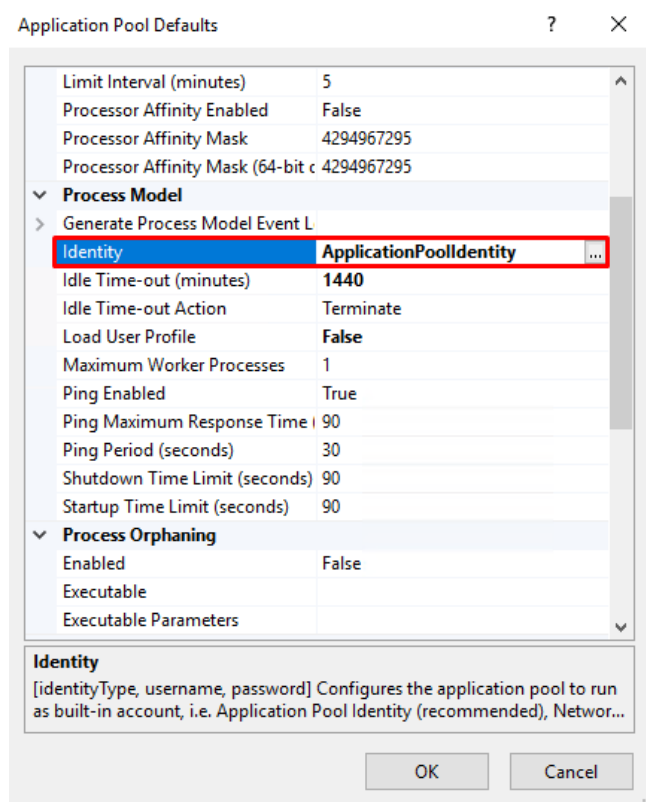 Application Pool Defaults ?
Limit Interval (minutes) 5
Processor Affinity Enabled False
Processor Affinity Mask 4294967295
Processor Affinity Mask (64-bit c 4294967295
Process Model
Generate Process Model Event L
Identity ApplicationPoolIdentity ...
Idle Time-out (minutes) 1440
Idle Time-out Action Terminate
Load User Profile False
Maximum Worker Processes 1
Ping Enabled True
Ping Maximum Response Time ( 90
Ping Period (seconds) 30
Shutdown Time Limit (seconds) 90
Startup Time Limit (seconds) 90
Process Orphaning
Enabled False
Executable
Executable Parameters
Identity
[identityType, username, password] Configures the application pool to run
as built-in account, i.e. Application Pool Identity (recommended), Networ...
OK Cancel